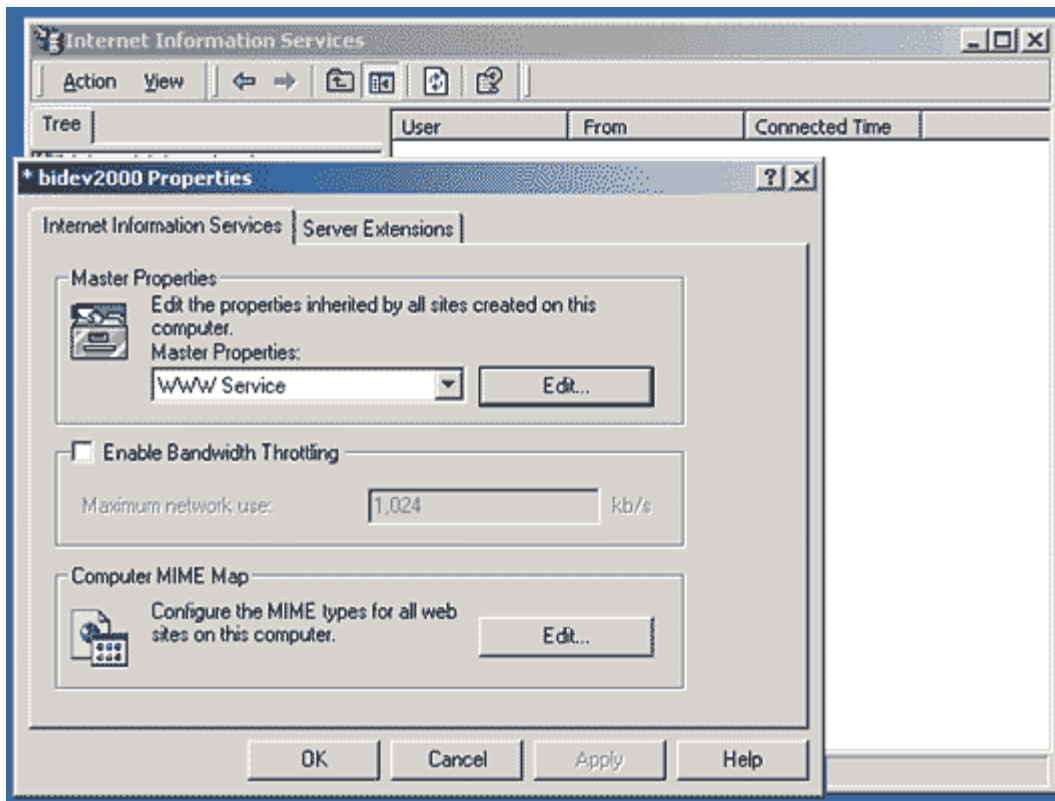 Internet Information Services
Action View
Tree
User From Connected Time
* bidev2000 Properties
Internet Information Services Server Extensions
Master Properties
Edit the properties inherited by all sites created on this
computer.
Master Properties:
WWW Service Edit...
Enable Bandwidth Throttling
Maximum network use: 1,024 kb/s
Computer MIME Map
Configure the MIME types for all web
sites on this computer.
Edit...
OK Cancel Apply Help